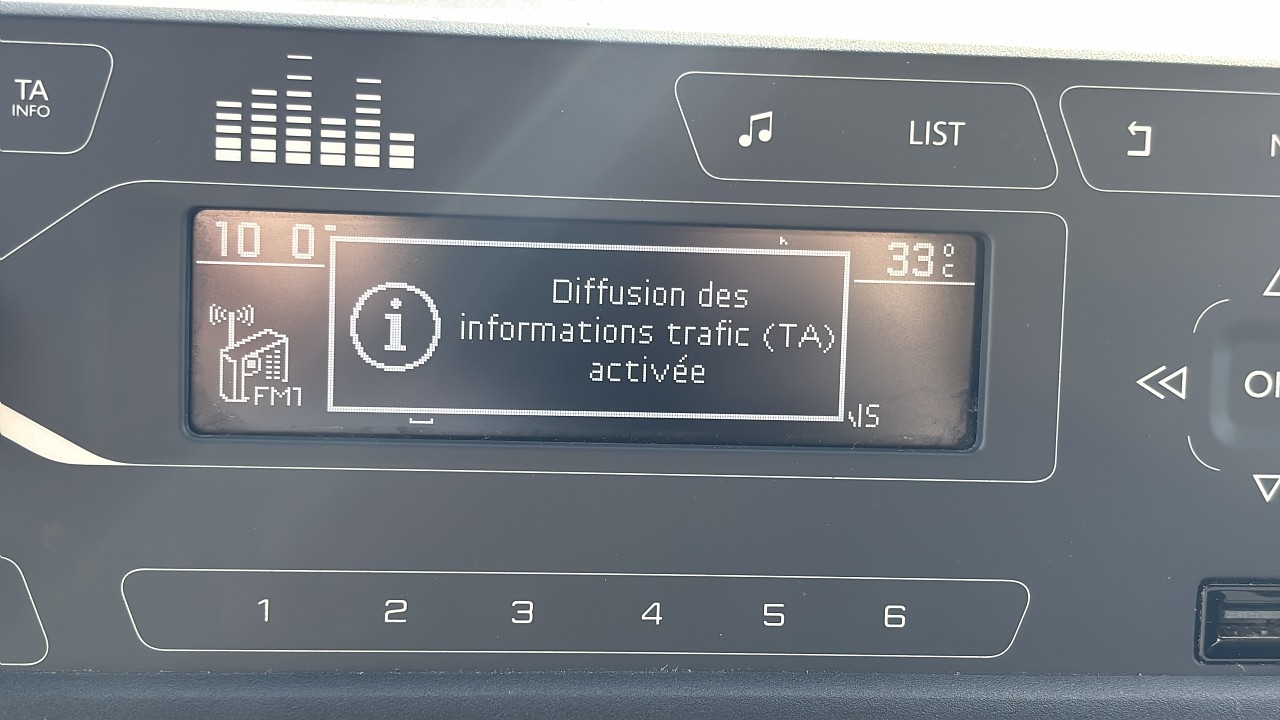 TA
INFO
LIST
10 0
33°C
Diffusion des
informations trafic (TA)
activée
FM1
1 2 3 4 5 6